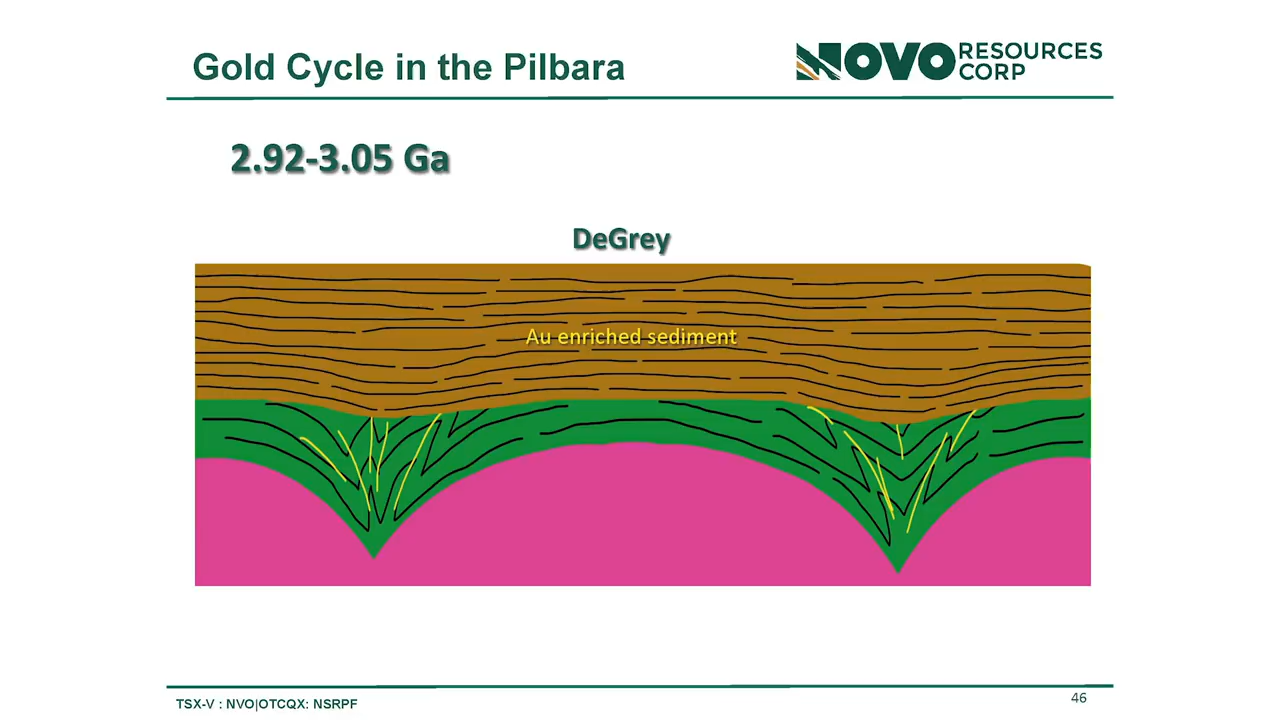 Gold Cycle in the Pilbara
NOVO RESOURCES
CORP
2.92-3.05 Ga
DeGrey
Au enriched sediment
TSX-V : NVO|OTCQX: NSRPF
46